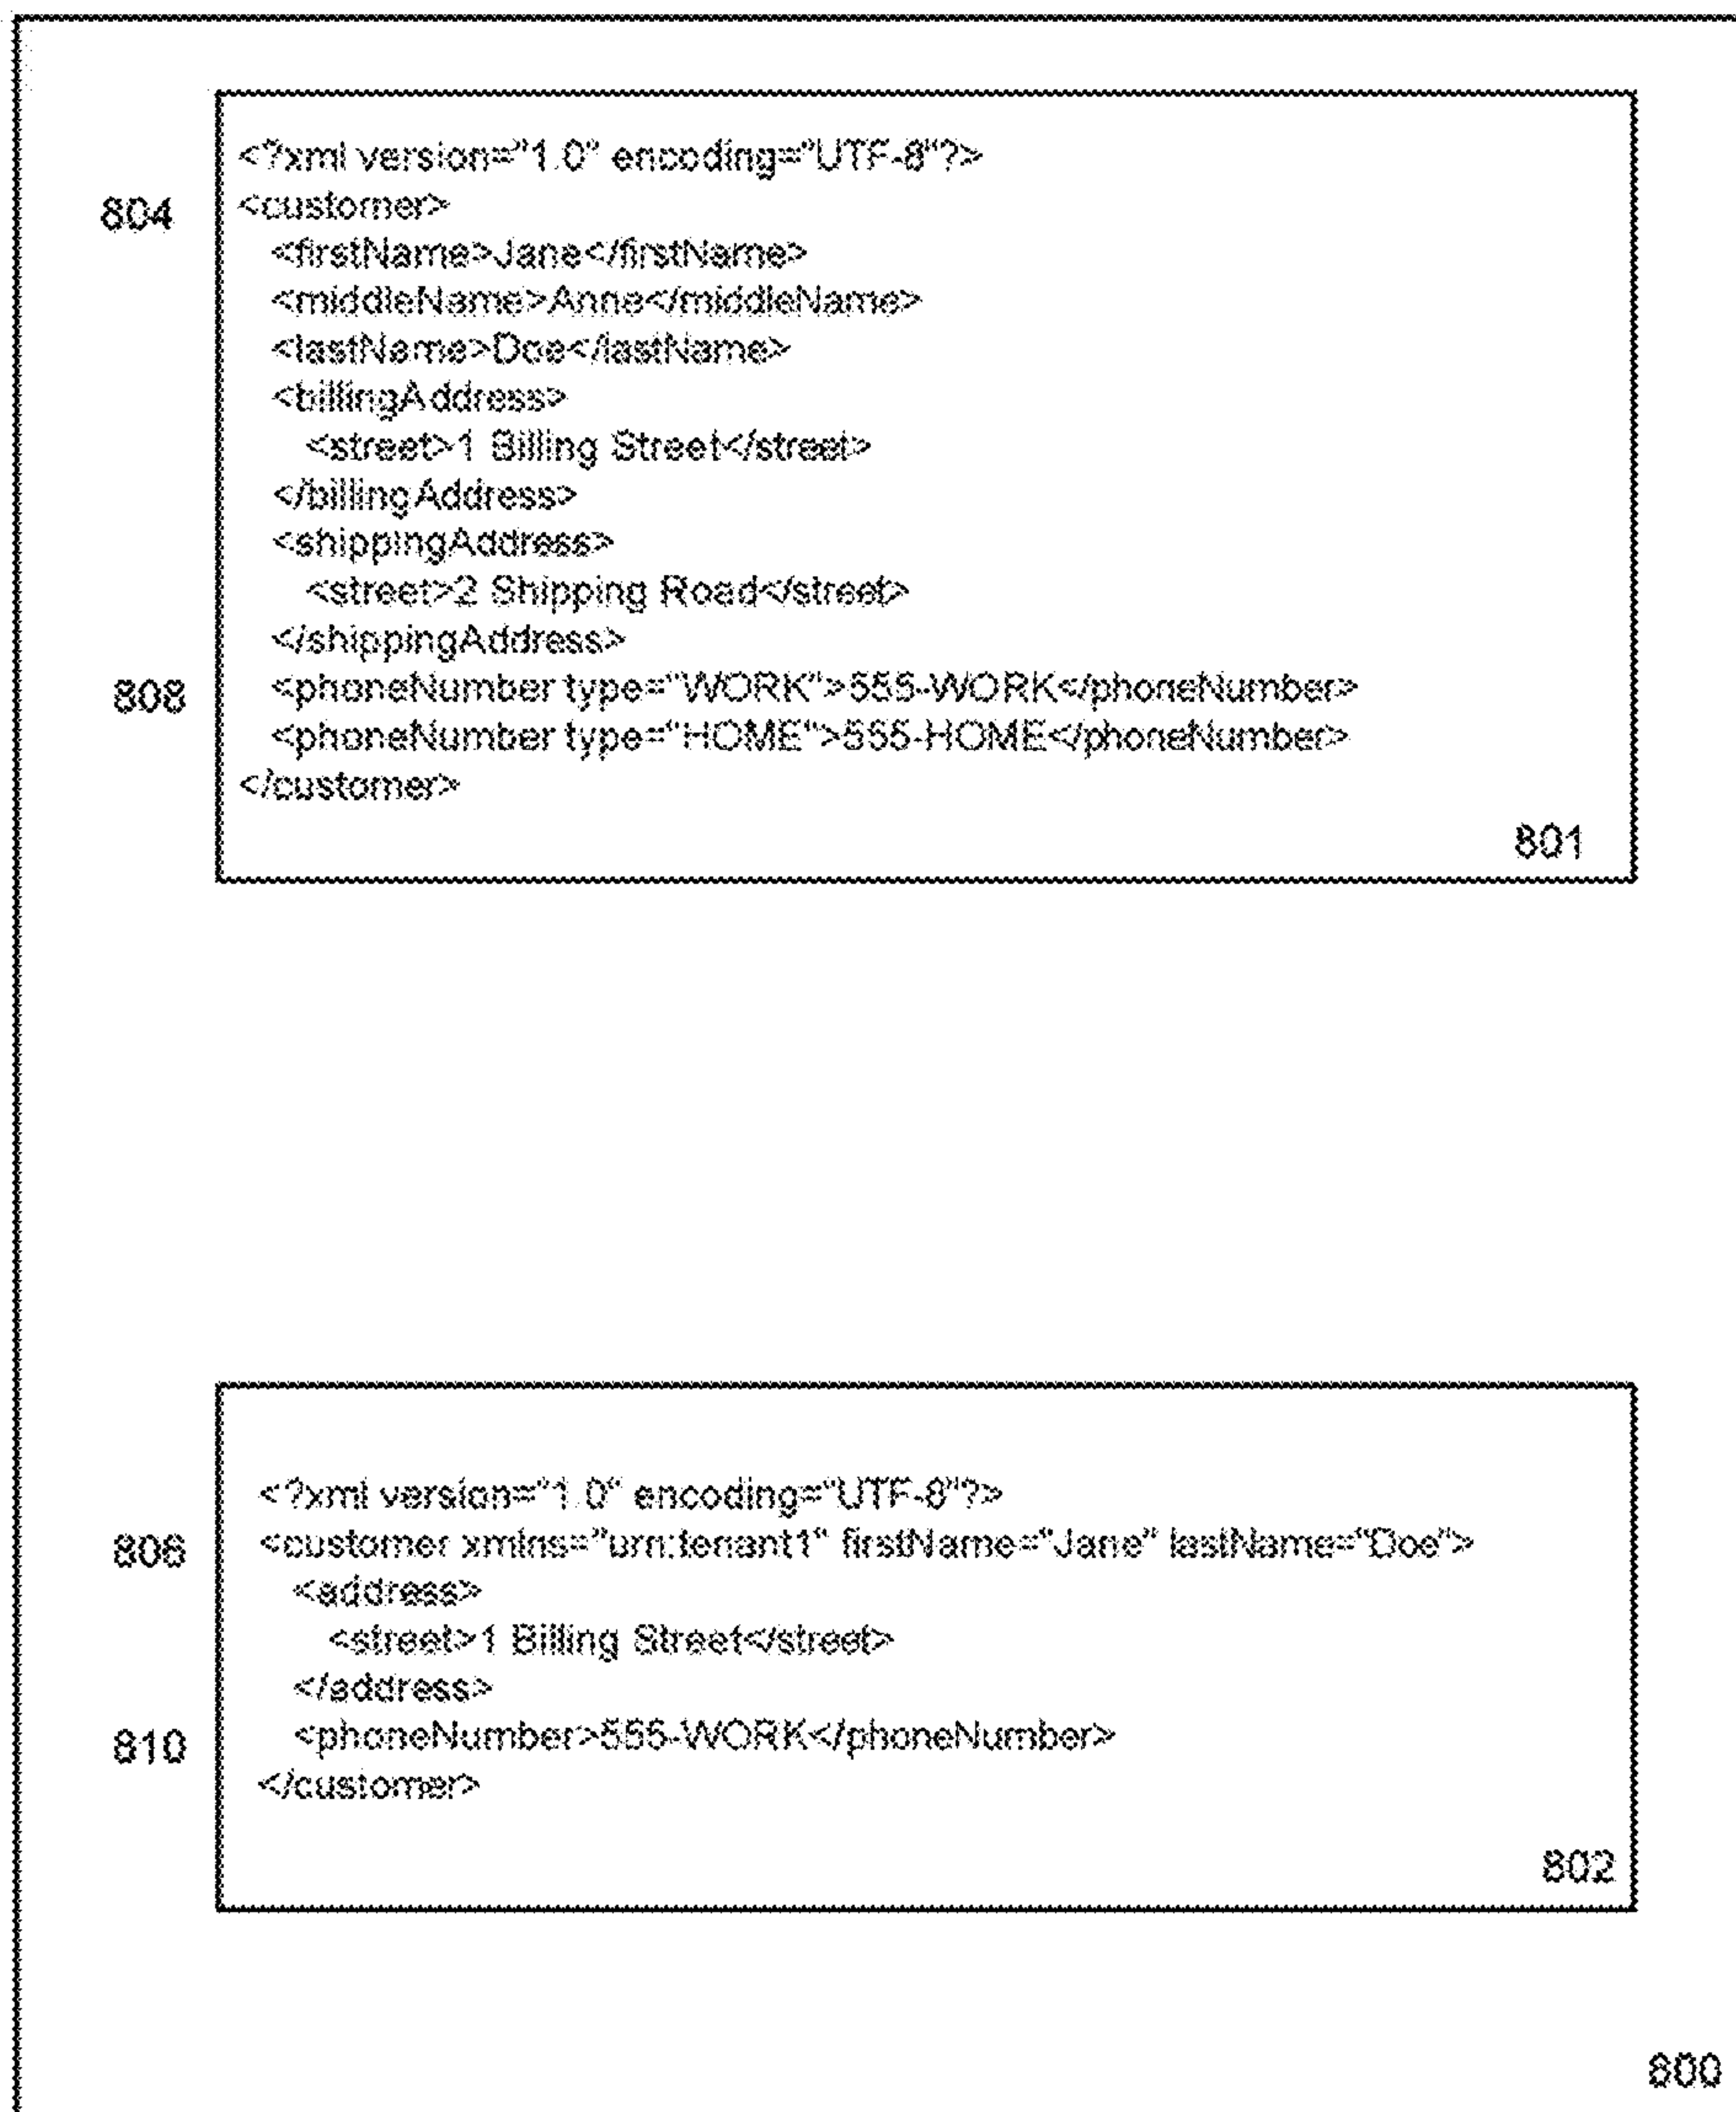 <?xml version="1.0" encoding="UTF-8"?>
804 <customer>
<firstName>Jane</firstName>
<middleName>Anne</middleName>
<lastName>Doe</lastName>
<billingAddress>
<street>1 Billing Street</street>
</billingAddress>
<shippingAddress>
<street>2 Shipping Road</street>
</shippingAddress>
808 <phoneNumber type="WORK">555-WORK</phoneNumber>
<phoneNumber type="HOME">555-HOME</phoneNumber>
</customer>
801
<?xml version="1.0" encoding="UTF-8"?>
806 <customer xmlns="urn:tenant1" firstName="Jane" lastName="Doe">
<address>
<street>1 Billing Street</street>
</address>
810 <phoneNumber>555-WORK</phoneNumber>
</customer>
802
800